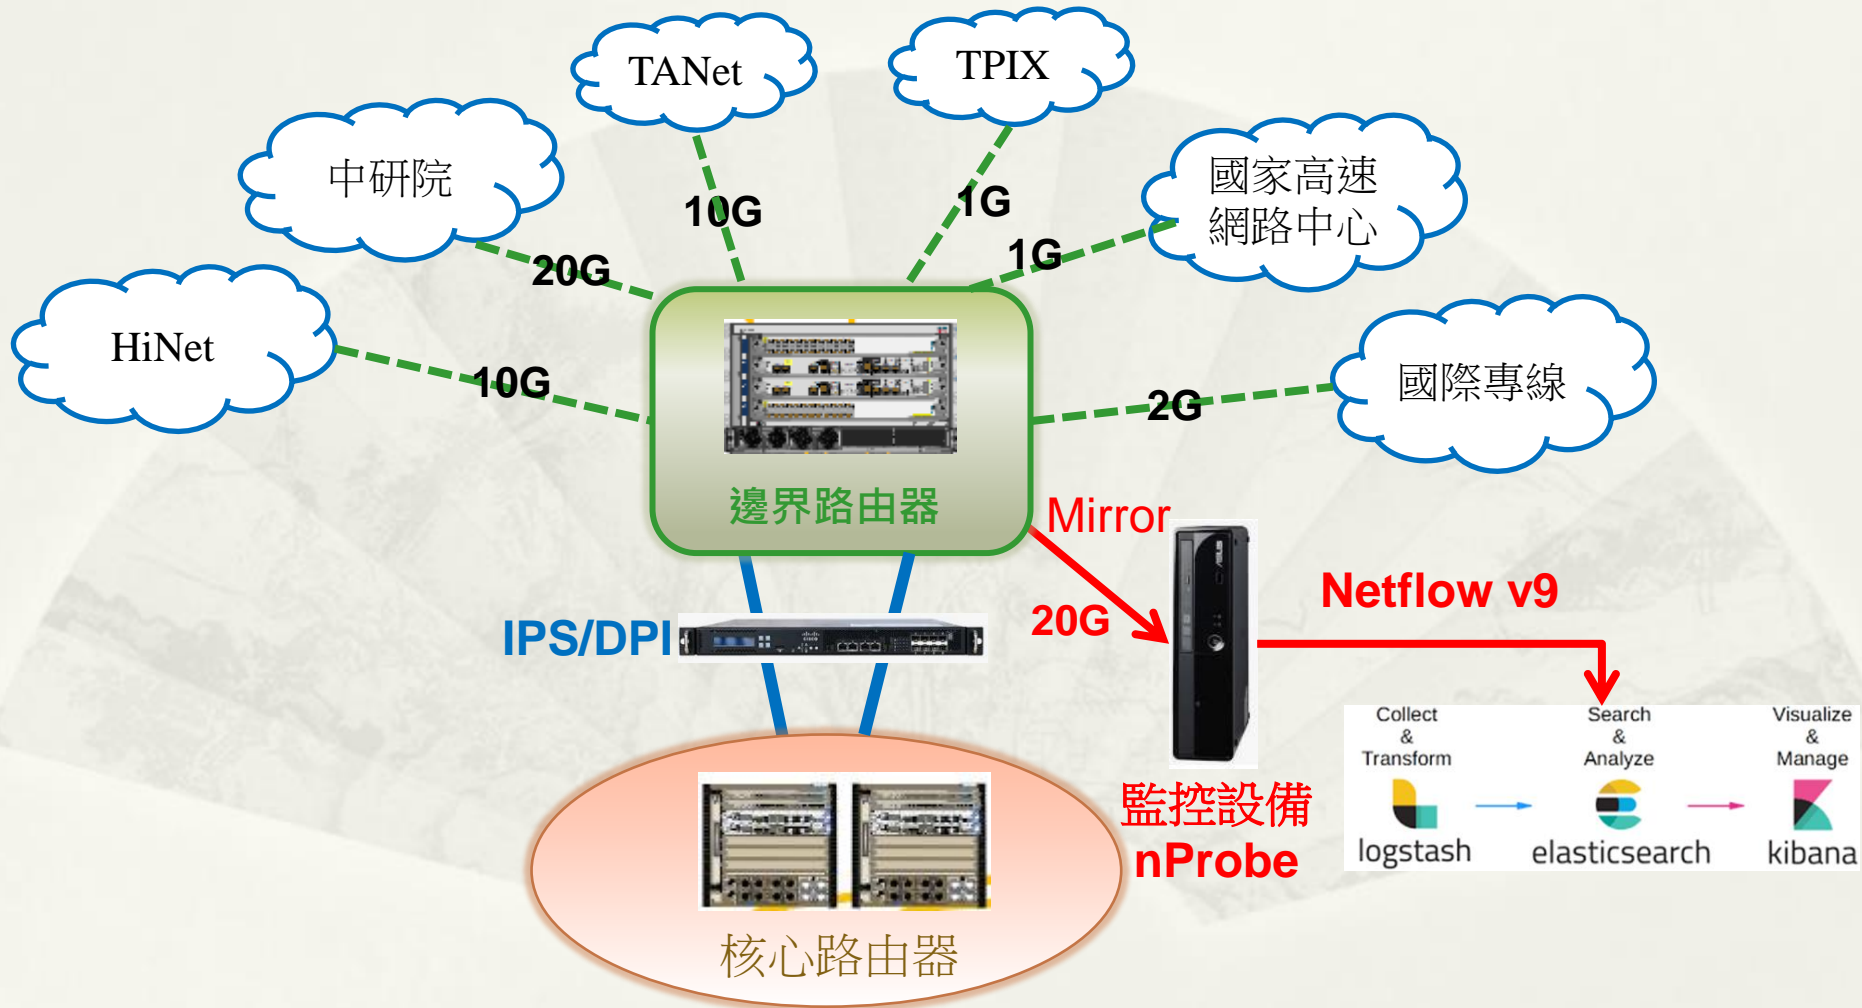 TANet
TPIX
中研院
國家高速
網路中心
10G
1G
20G
1G
HiNet
國際專線
10G
2G
邊界路由器
Mirror
Netflow v9
20G
IPS/DPI
ASUS
CISCO
Collect
&
Transform
Search
&
Analyze
Visualize
&
Manage
監控設備
nProbe
logstash
elasticsearch
kibana
核心路由器